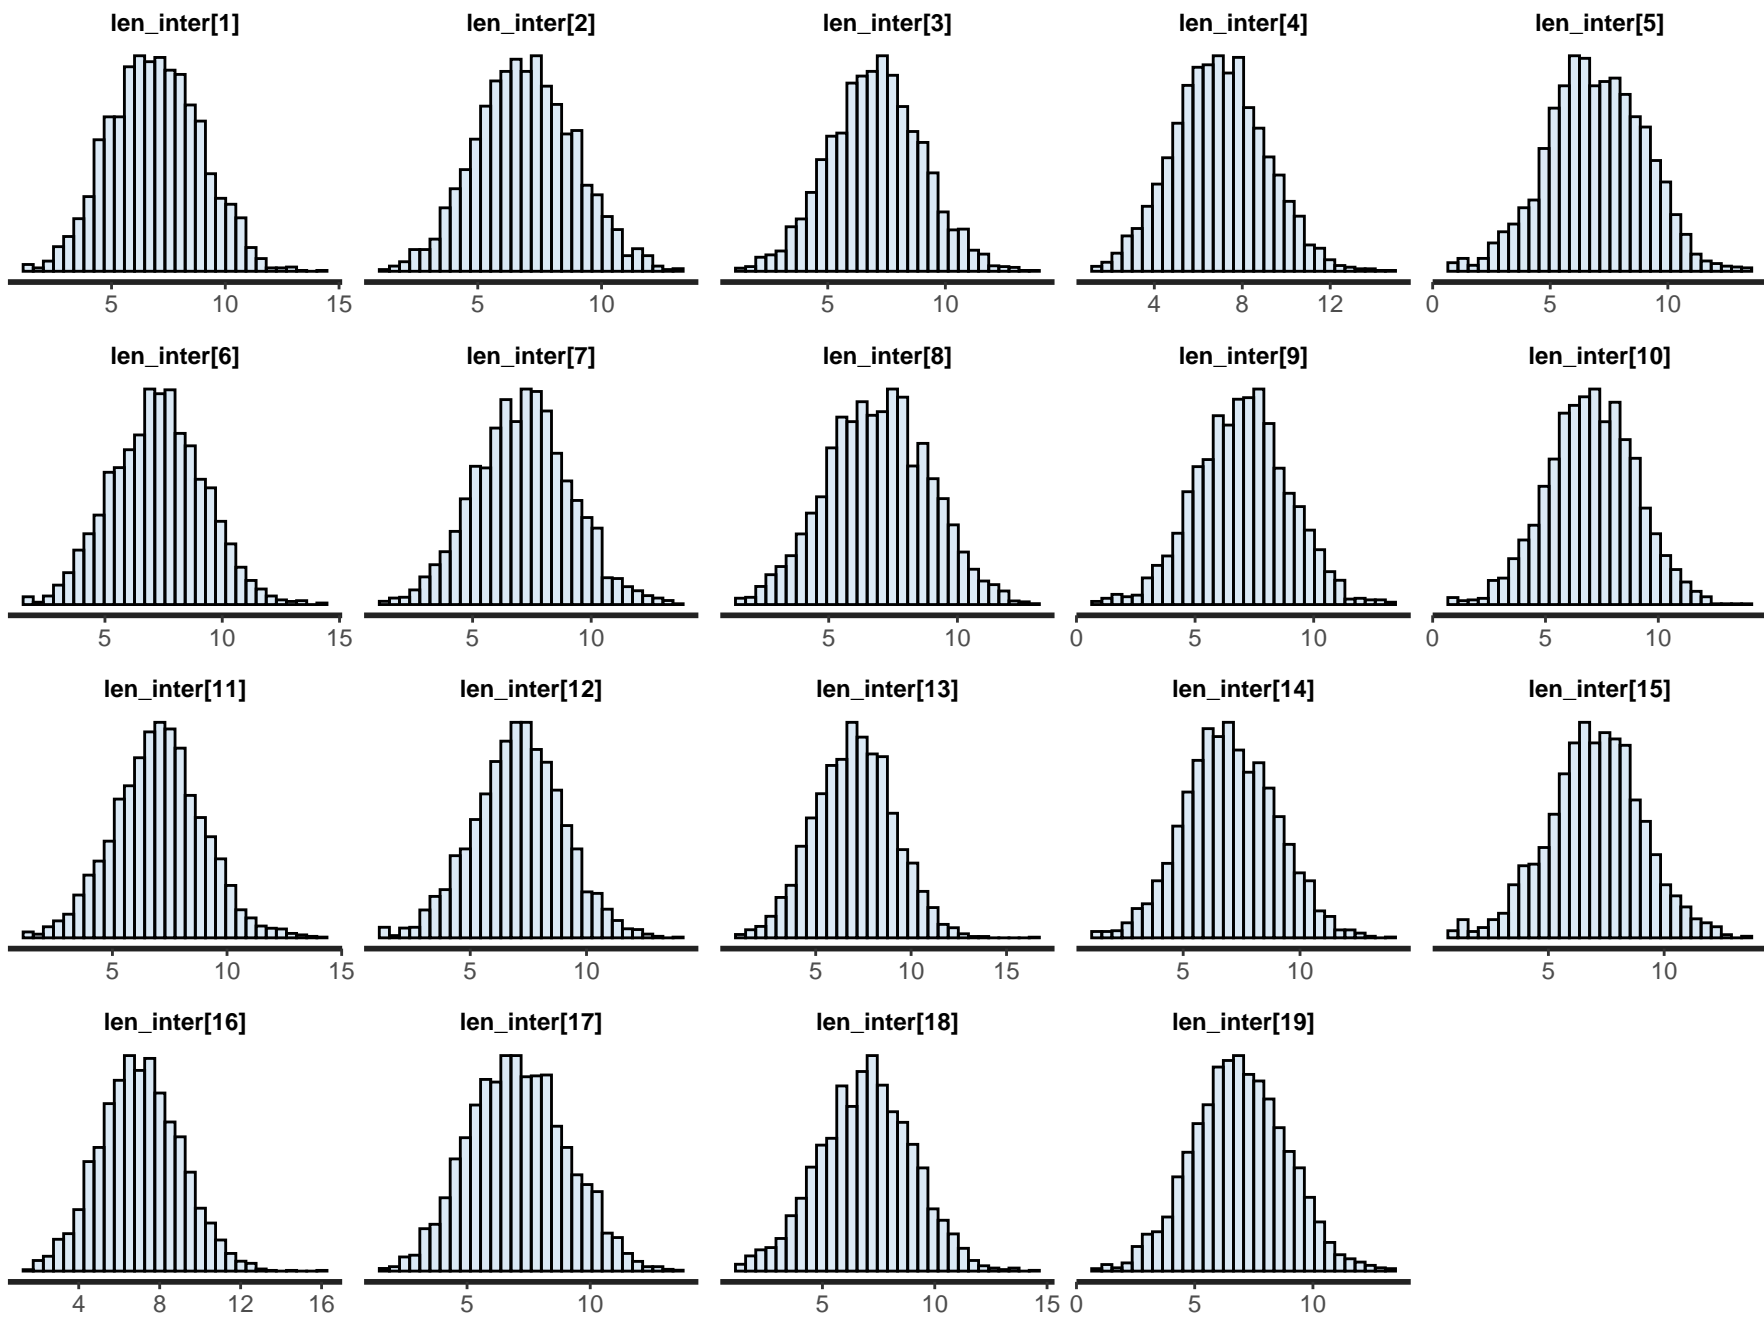 len_inter[1] len_inter[2] len_inter[3] len_inter[4] len_inter[5]
5 10 15 5 10 5 10 4 8 12 0 5 10
len_inter[6] len_inter[7] len_inter[8] len_inter[9] len_inter[10]
5 10 15 5 10 5 10 0 5 10 0 5 10
len_inter[11] len_inter[12] len_inter[13] len_inter[14] len_inter[15]
5 10 15 5 10 5 10 15 5 10 5 10
len_inter[16] len_inter[17] len_inter[18] len_inter[19]
4 8 12 16 5 10 5 10 15 0 5 10